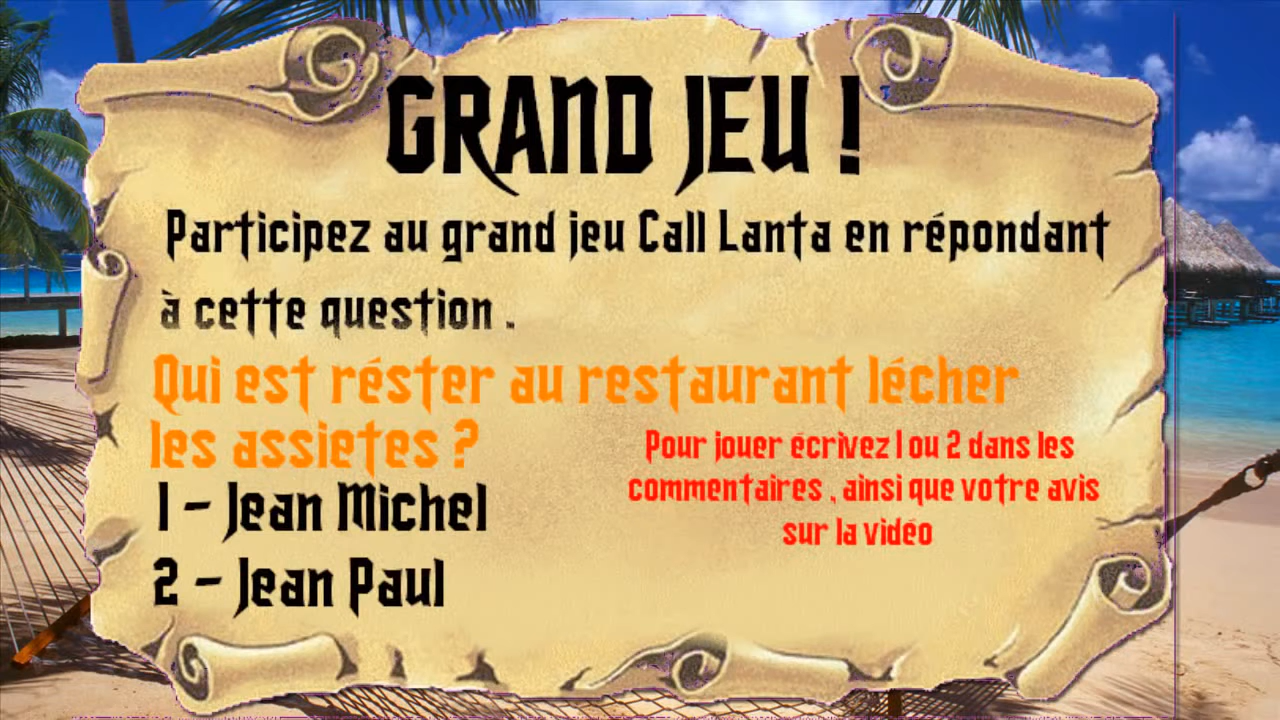 GRAND JEU !
Participez au grand jeu Call Lanta en répondant
à cette question .
Qui est réster au restaurant lécher
les assietes ?
1 - Jean Michel
2 - Jean Paul
Pour jouer écrivez 1 ou 2 dans les
commentaires , ainsi que votre avis
sur la vidéo